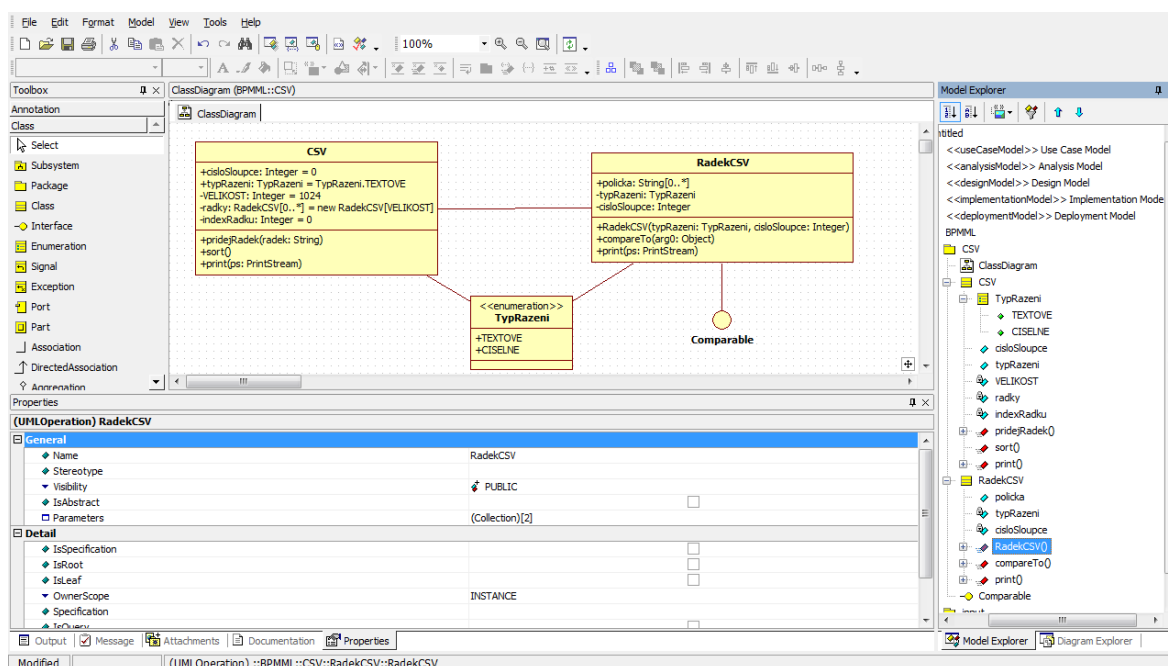 File Edit Format Model View Tools Help
100%
Toolbox
Annotation
Class
Select
Subsystem
Package
Class
Interface
Enumeration
Signal
Exception
Port
Part
Association
DirectedAssociation
Aggregation
ClassDiagram (BPMML::CSV)
ClassDiagram
CSV
+cisloSloupce: Integer = 0
+typRazeni: TypRazeni = TypRazeni.TEXTOVE
-VELIKOST: Integer = 1024
-radky: RadekCSV[0..*] = new RadekCSV[VELIKOST]
-indexRadku: Integer = 0
+pridejRadek(radek: String)
+sort()
+print(ps: PrintStream)
RadekCSV
+policka: String[0..*]
-typRazeni: TypRazeni
-cisloSloupce: Integer
+RadekCSV(typRazeni: TypRazeni, cisloSloupce: Integer)
+compareTo(arg0: Object)
+print(ps: PrintStream)
<<enumeration>>
TypRazeni
+TEXTOVE
+CISELNE
Comparable
Properties
(UMLOperation) RadekCSV
General
Name RadekCSV
Stereotype
Visibility PUBLIC
IsAbstract
Parameters (Collection)[2]
Detail
IsSpecification
IsRoot
IsLeaf
OwnerScope INSTANCE
Specification
IsQuery
Output Message Attachments Documentation Properties
Modified (UMLOperation) ::BPMML::CSV::RadekCSV::RadekCSV
Model Explorer
ntitled
<<useCaseModel>> Use Case Model
<<analysisModel>> Analysis Model
<<designModel>> Design Model
<<implementationModel>> Implementation Mode
<<deploymentModel>> Deployment Model
BPMML
CSV
ClassDiagram
CSV
TypRazeni
TEXTOVE
CISELNE
cisloSloupce
typRazeni
VELIKOST
radky
indexRadku
pridejRadek()
sort()
print()
RadekCSV
policka
typRazeni
cisloSloupce
RadekCSV()
compareTo()
print()
Comparable
input
Model Explorer Diagram Explorer